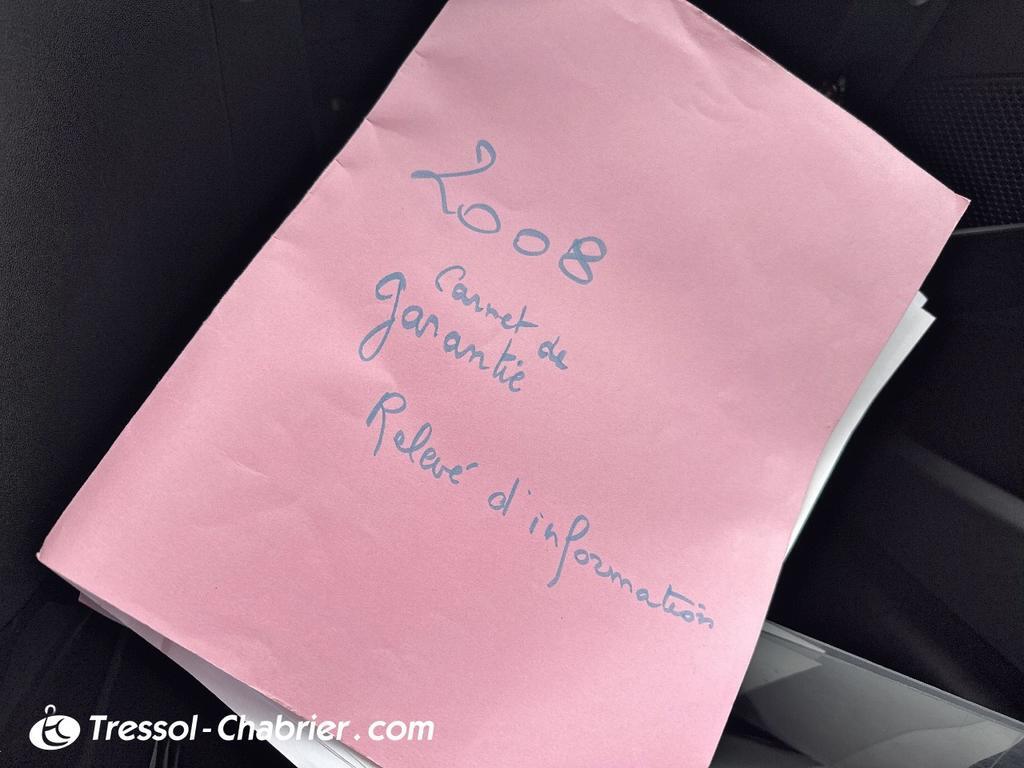 2008
Carnet de
garantie
Relevé d'information
Tressol-Chabrier.com